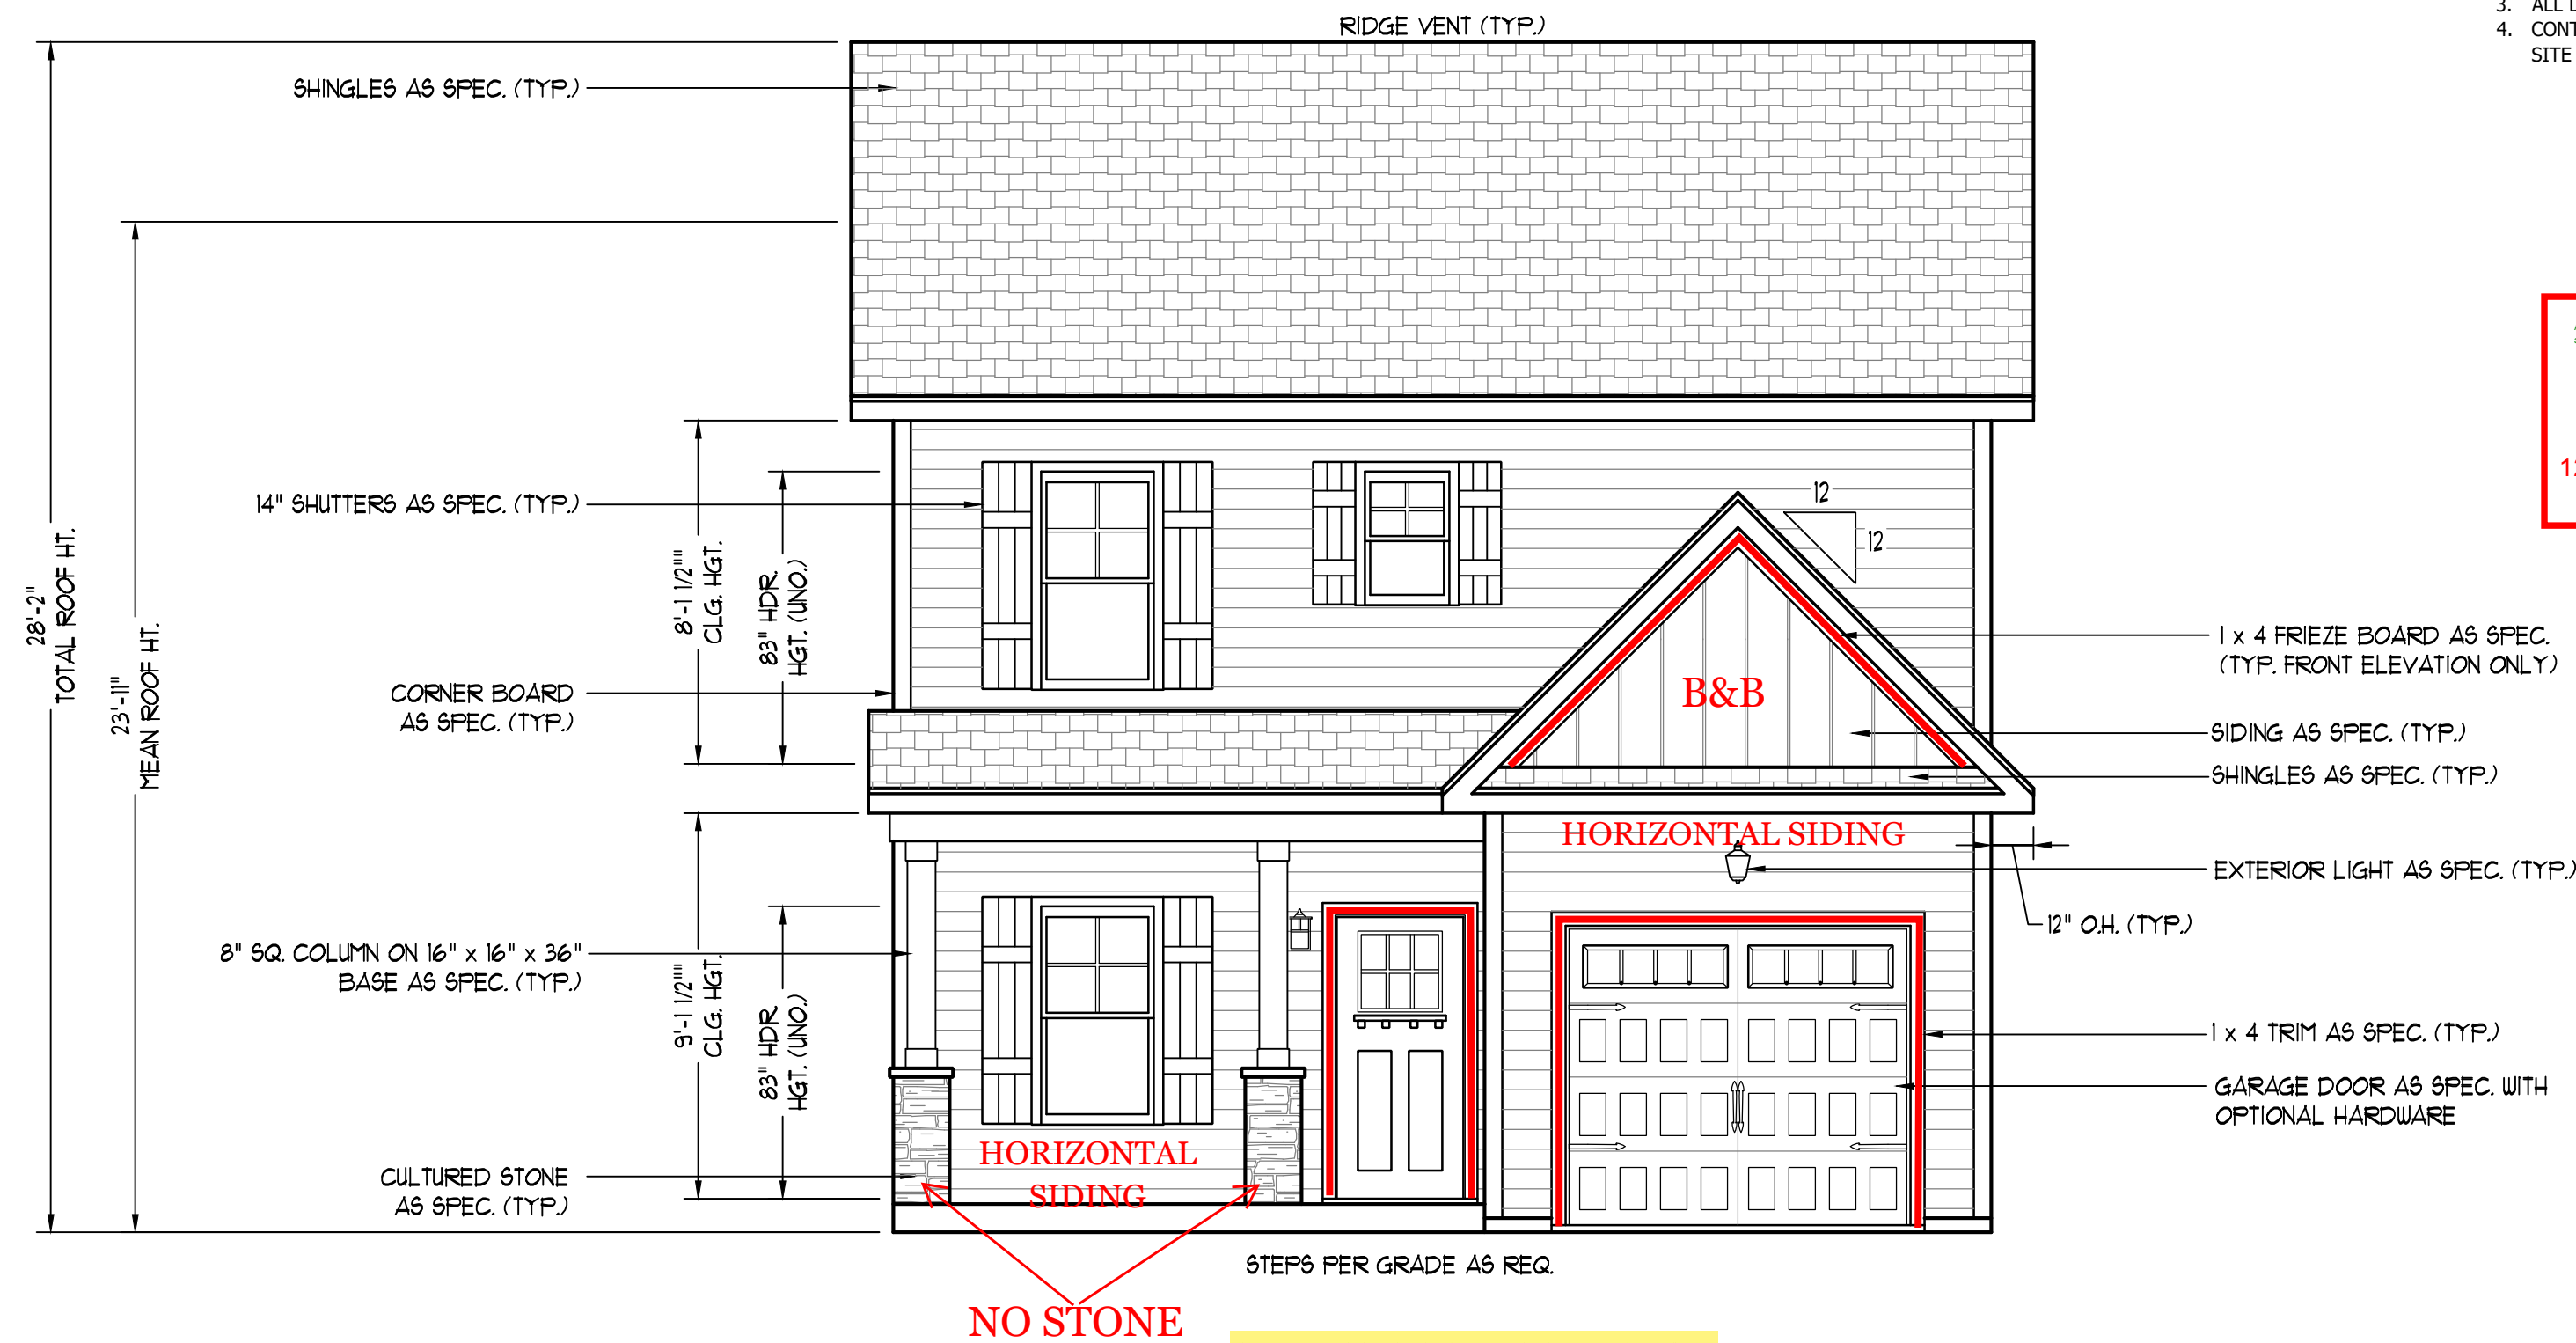 RIDGE VENT (TYP.)
3. ALL
4. CONT
SITE
SHINGLES AS SPEC. (TYP.)
28'-2"
TOTAL ROOF HT.
23'-11"
MEAN ROOF HT.
14" SHUTTERS AS SPEC. (TYP.)
8'-1 1/2""
CLG. HGT.
83" HDR.
HGT. (UNO.)
CORNER BOARD
AS SPEC. (TYP.)
12
12
B&B
1 x 4 FRIEZE BOARD AS SPEC.
(TYP. FRONT ELEVATION ONLY)
SIDING AS SPEC. (TYP.)
SHINGLES AS SPEC. (TYP.)
HORIZONTAL SIDING
EXTERIOR LIGHT AS SPEC. (TYP.)
12" O.H. (TYP.)
8" SQ. COLUMN ON 16" x 16" x 36"
BASE AS SPEC. (TYP.)
9'-1 1/2""
CLG. HGT.
83" HDR.
HGT. (UNO.)
1 x 4 TRIM AS SPEC. (TYP.)
GARAGE DOOR AS SPEC. WITH
OPTIONAL HARDWARE
HORIZONTAL
SIDING
CULTURED STONE
AS SPEC. (TYP.)
STEPS PER GRADE AS REQ.
NO STONE